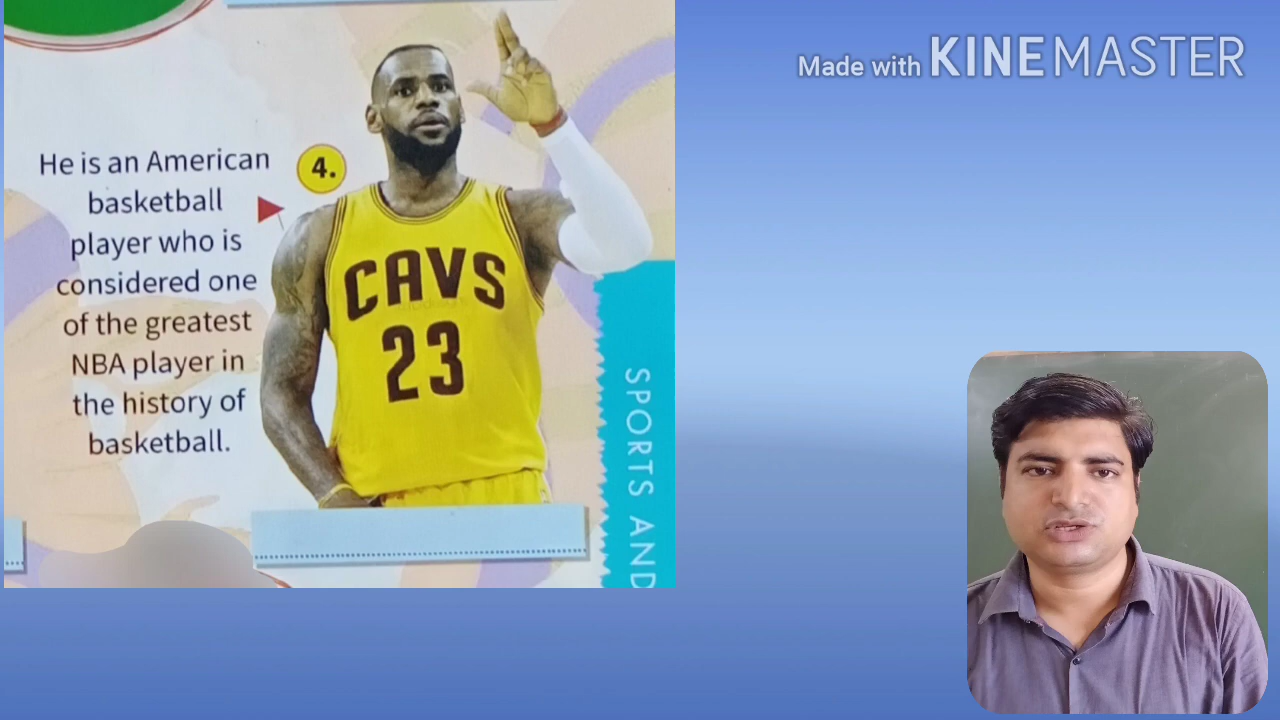 Made with KINEMASTER
He is an American
basketball
player who is
considered one
of the greatest
NBA player in
the history of
basketball.
4.
CAVS
23
SPORTS AND